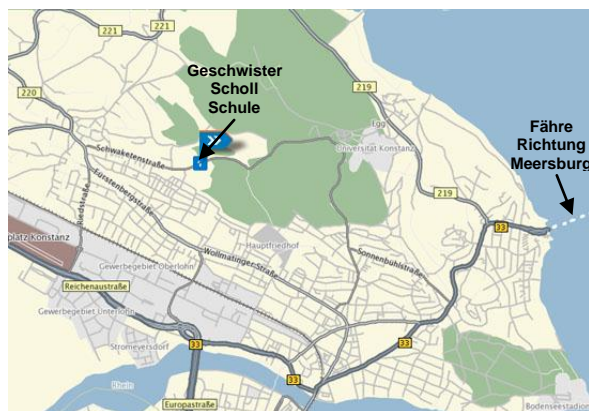 221
221
220
219
Geschwister
Scholl
Schule
Egg
Universität Konstanz
Fähre
Richtung
Meersburg
Schwaketenstraße
Fürstenbergstraße
Riedstraße
219
33
Hauptfriedhof
Sonnenbühlstraße
Wollmatinger Straße
platz Konstanz
Gewerbegebiet Oberlohn
Reichenaustraße
Gewerbegebiet Unterlohn
Stromeyersdorf
33
33
33
Rhein
Europastraße
Bodenseestadion